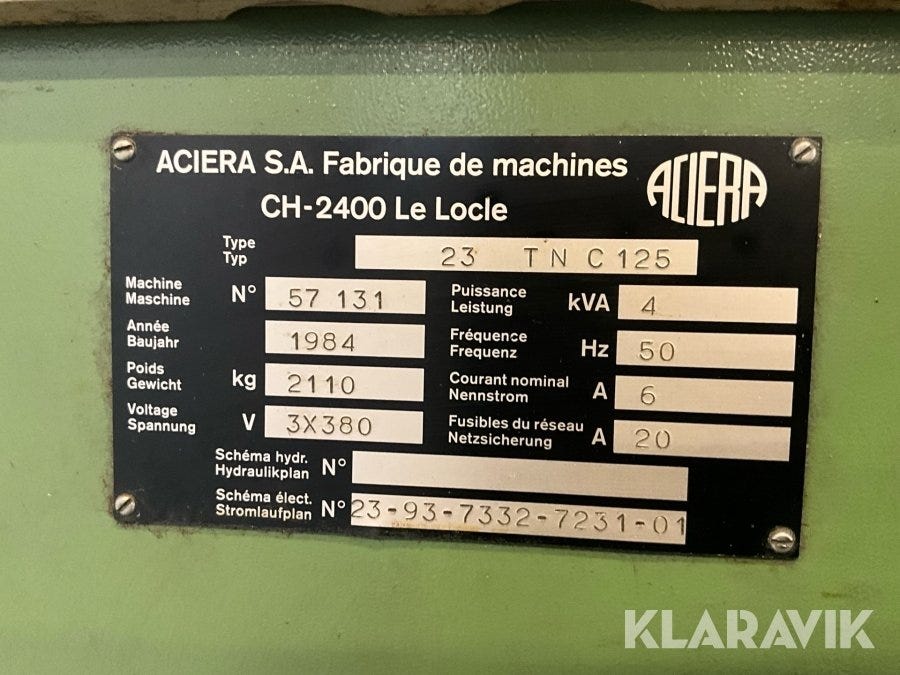 ACIERA S.A. Fabrique de machines
CH-2400 Le Locle
ACIERA
Type
Typ
23 TNC125
Machine
Maschine
N° 57 131
Année
Baujahr
1984
Poids
Gewicht
kg 2110
Voltage
Spannung
V 3X380
Puissance
Leistung
kVA 4
Fréquence
Frequenz
Hz 50
Courant nominal
Nennstrom
A 6
Fusibles du réseau
Netzsicherung
A 20
Schéma hydr.
Hydraulikplan
N°
Schéma élect.
Stromlaufplan
N° 23-93-7332-7231-01
KLARAVIK